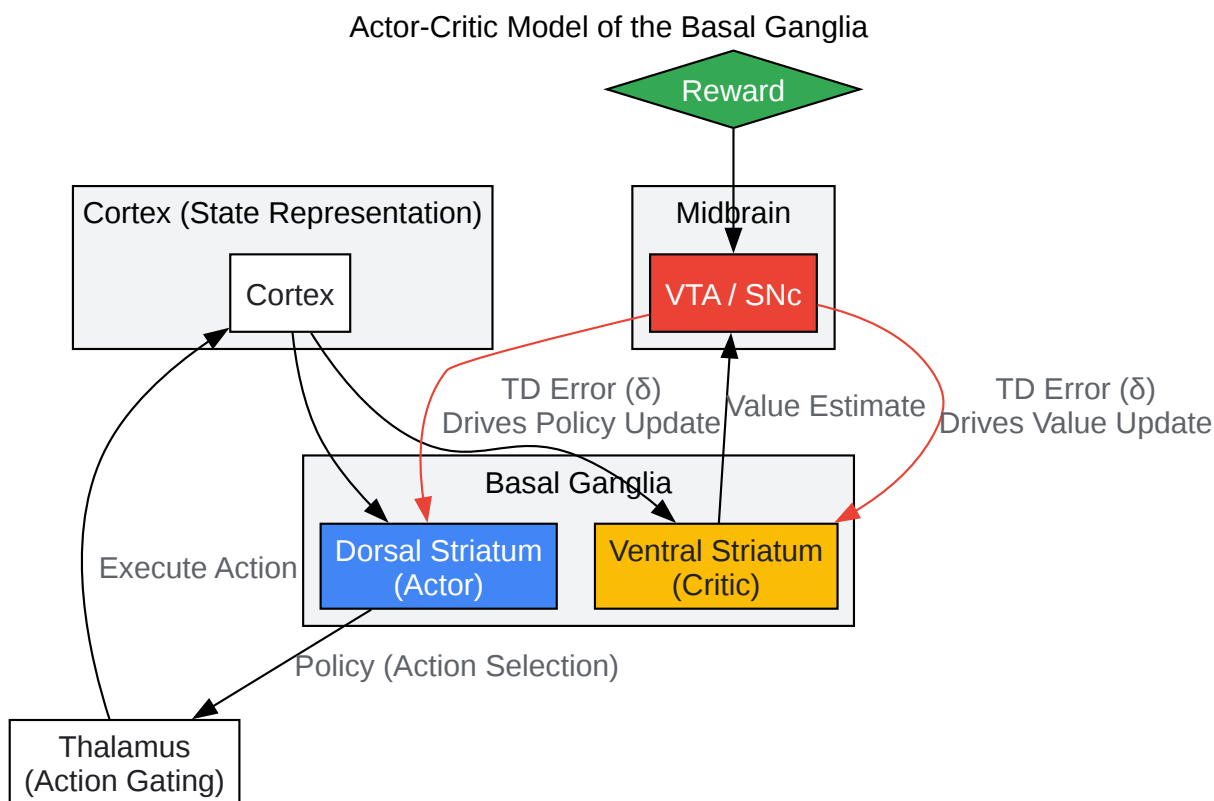 Actor-Critic Model of the Basal Ganglia
Reward
Cortex (State Representation)
Midbrain
Cortex
VTA / SNc
TD Error (δ)
Drives Policy Update
Value Estimate
TD Error (δ)
Drives Value Update
Basal Ganglia
Dorsal Striatum
(Actor)
Ventral Striatum
(Critic)
Execute Action
Policy (Action Selection)
Thalamus
(Action Gating)